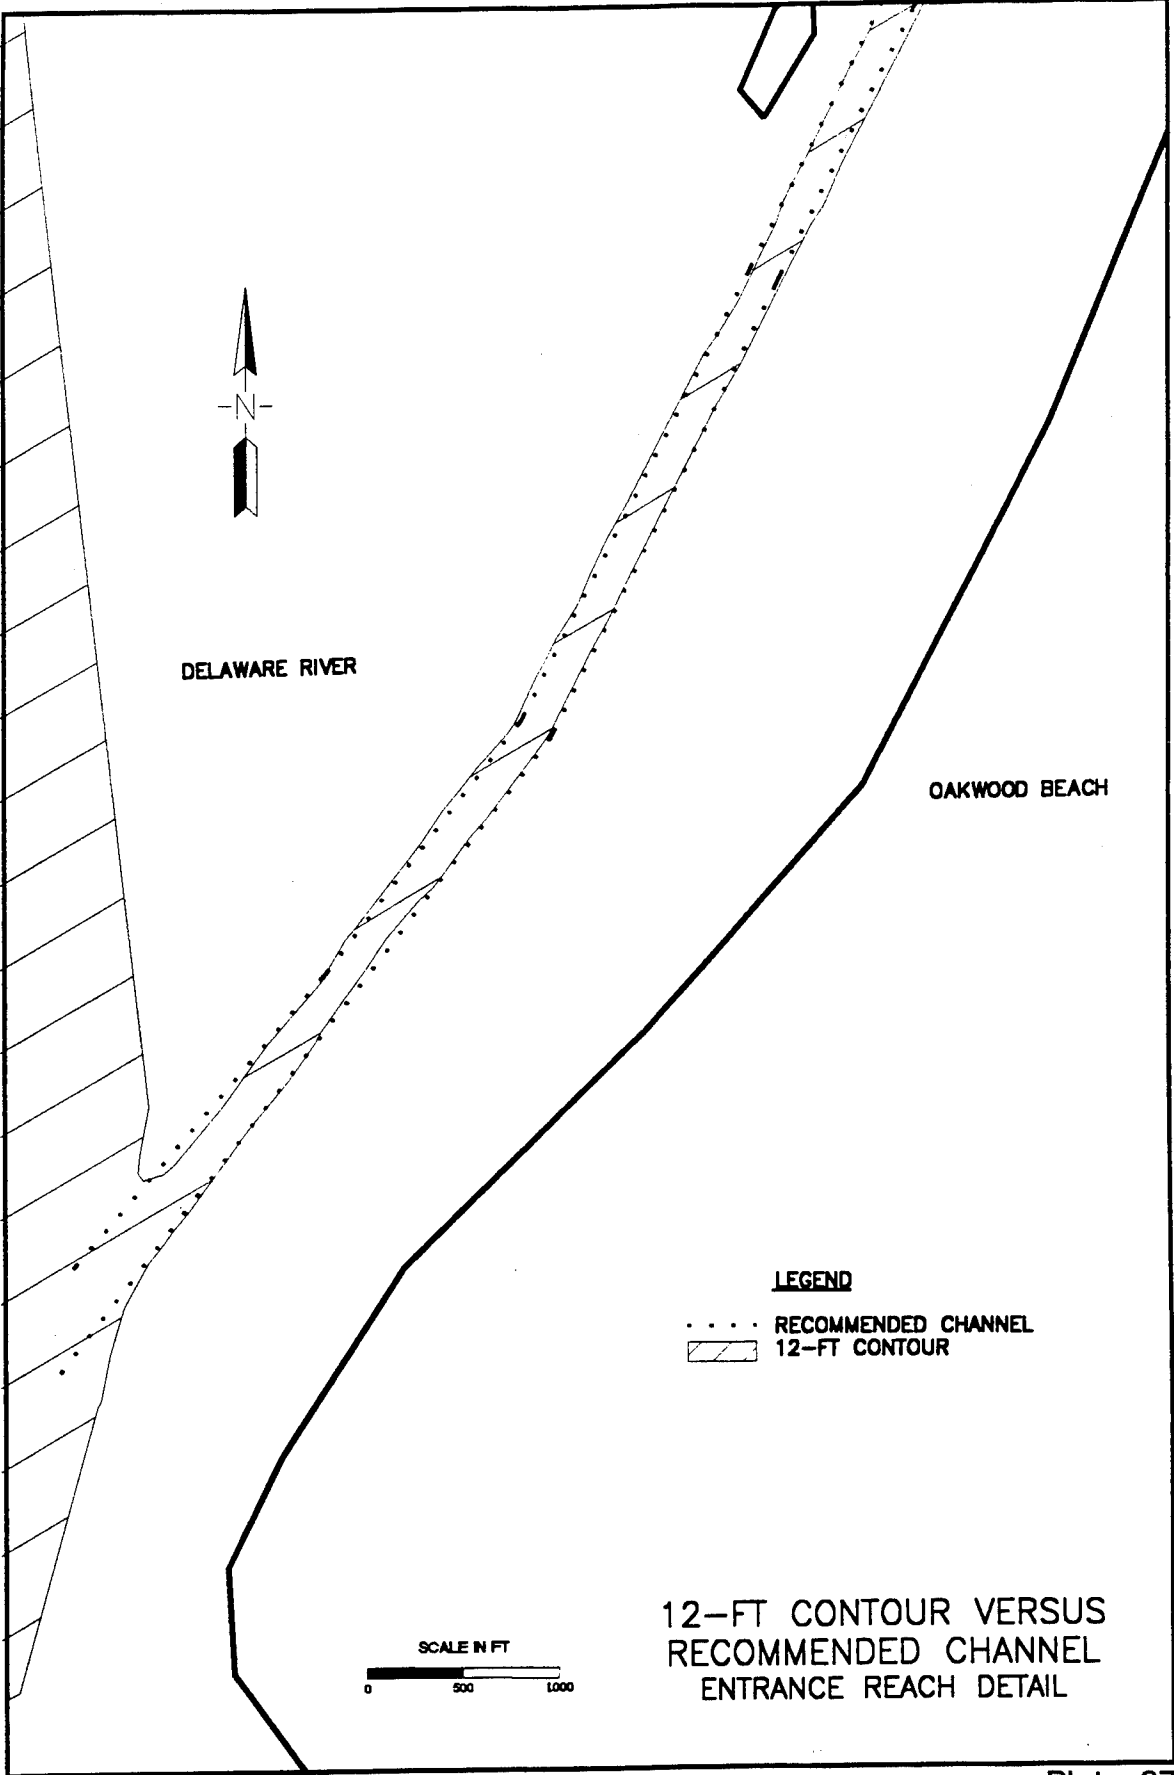 -N-
DELAWARE RIVER
OAKWOOD BEACH
LEGEND
RECOMMENDED CHANNEL
12-FT CONTOUR
SCALE IN FT
0 500 1000
12-FT CONTOUR VERSUS
RECOMMENDED CHANNEL
ENTRANCE REACH DETAIL